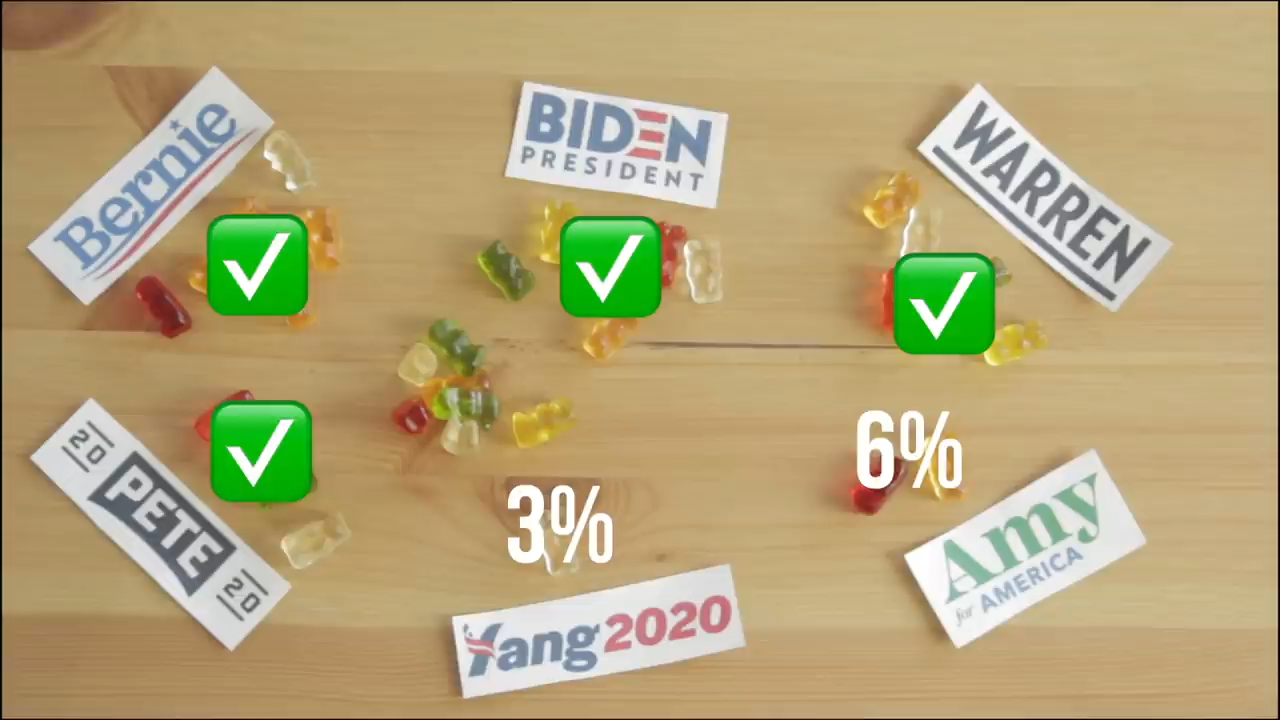 Bernie
BIDEN
PRESIDENT
WARREN
20
PETE
20
3%
6%
Yang2020
Amy
for AMERICA